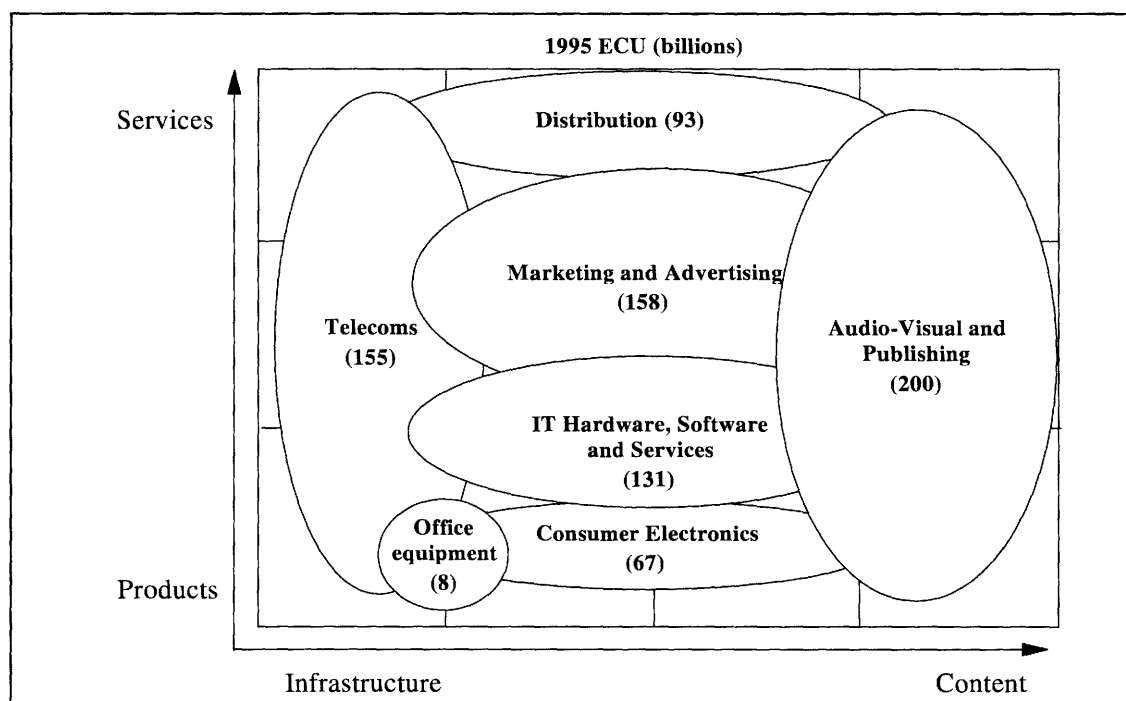 1995 ECU (billions)
Services
Distribution (93)
Marketing and Advertising
(158)
Telecoms
(155)
Audio-Visual and
Publishing
(200)
IT Hardware, Software
and Services
(131)
Office
equipment
(8)
Consumer Electronics
(67)
Products
Infrastructure
Content